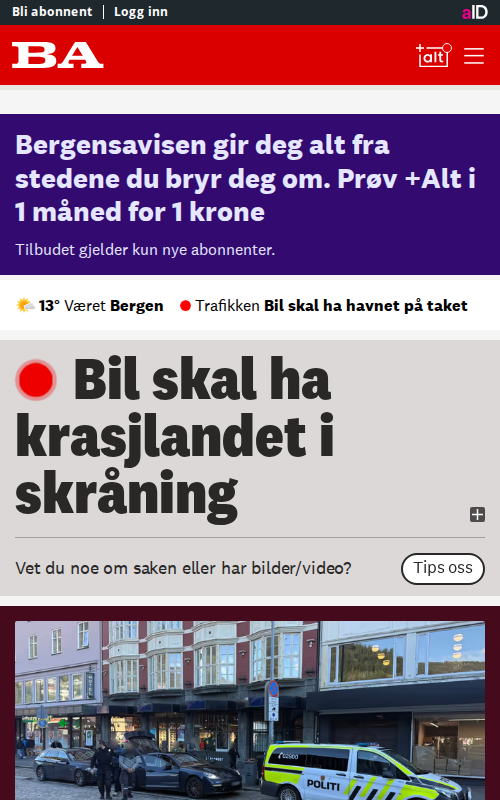 Bli abonnent | Logg inn
aID
BA
+alt
Bergensavisen gir deg alt fra
stedene du bryr deg om. Prøv +Alt i
1 måned for 1 krone
Tilbudet gjelder kun nye abonnenter.
13° Været Bergen
Trafikken Bil skal ha havnet på taket
Bil skal ha
krasjlandet i
skråning
Vet du noe om saken eller har bilder/video?
Tips oss
POLITI